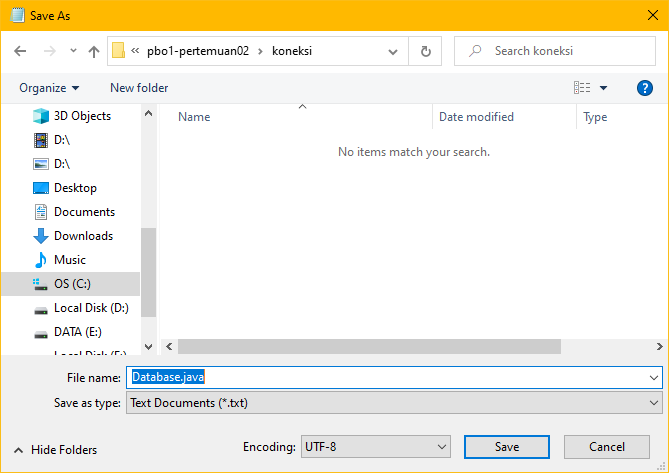 Save As
pbo1-pertemuan02 > koneksi
Search koneksi
Organize
New folder
3D Objects
D:\
D:\
Desktop
Documents
Downloads
Music
OS (C:)
Local Disk (D:)
DATA (E:)
Name
Date modified
Type
No items match your search.
File name: Database.java
Save as type: Text Documents (*.txt)
Hide Folders
Encoding: UTF-8
Save
Cancel